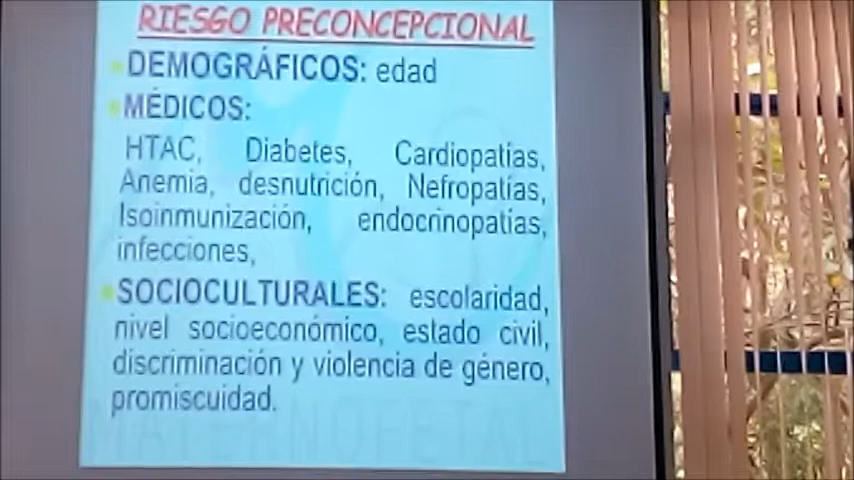 RIESGO PRECONCEPCIONAL
DEMOGRÁFICOS: edad
MÉDICOS:
HTAC, Diabetes, Cardiopatías,
Anemia, desnutrición, Nefropatías,
Isoinmunización, endocrinopatías,
infecciones,
SOCIOCULTURALES: escolaridad,
nivel socioeconómico, estado civil,
discriminación y violencia de género,
promiscuidad.
MATERNOFETAL